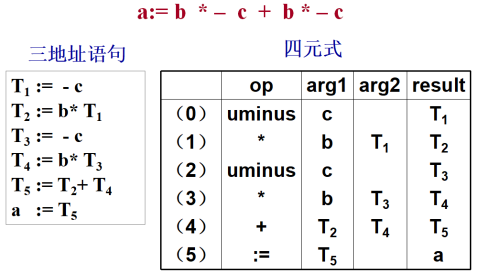 a:= b * – c + b * – c
三地址语句
T1 := - c
T2 := b* T1
T3 := - c
T4 := b* T3
T5 := T2+ T4
a := T5
四元式
op arg1 arg2 result
（0） uminus c T1
（1） * b T1 T2
（2） uminus c T3
（3） * b T3 T4
（4） + T2 T4 T5
（5） := T5 a